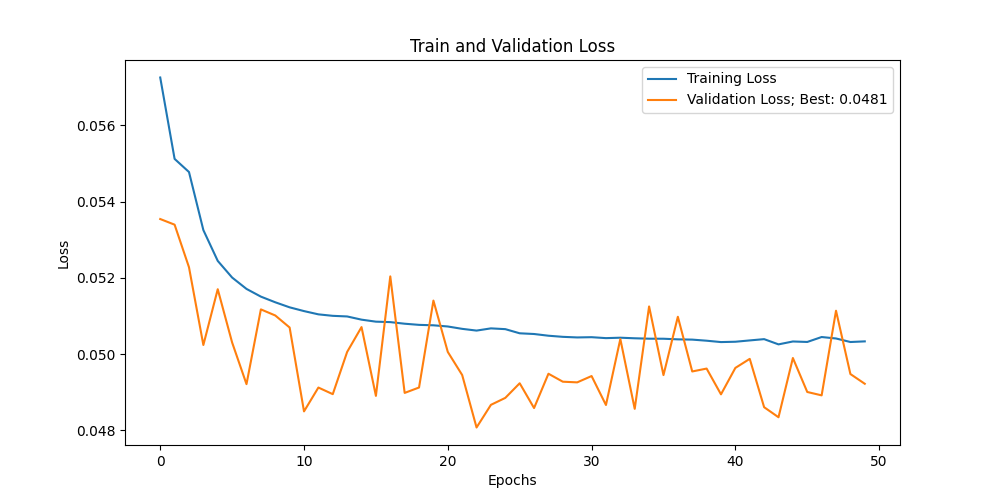 Train and Validation Loss
Training Loss
Validation Loss; Best: 0.0481
Loss
0.056
0.054
0.052
0.050
0.048
0 10 20 30 40 50
Epochs